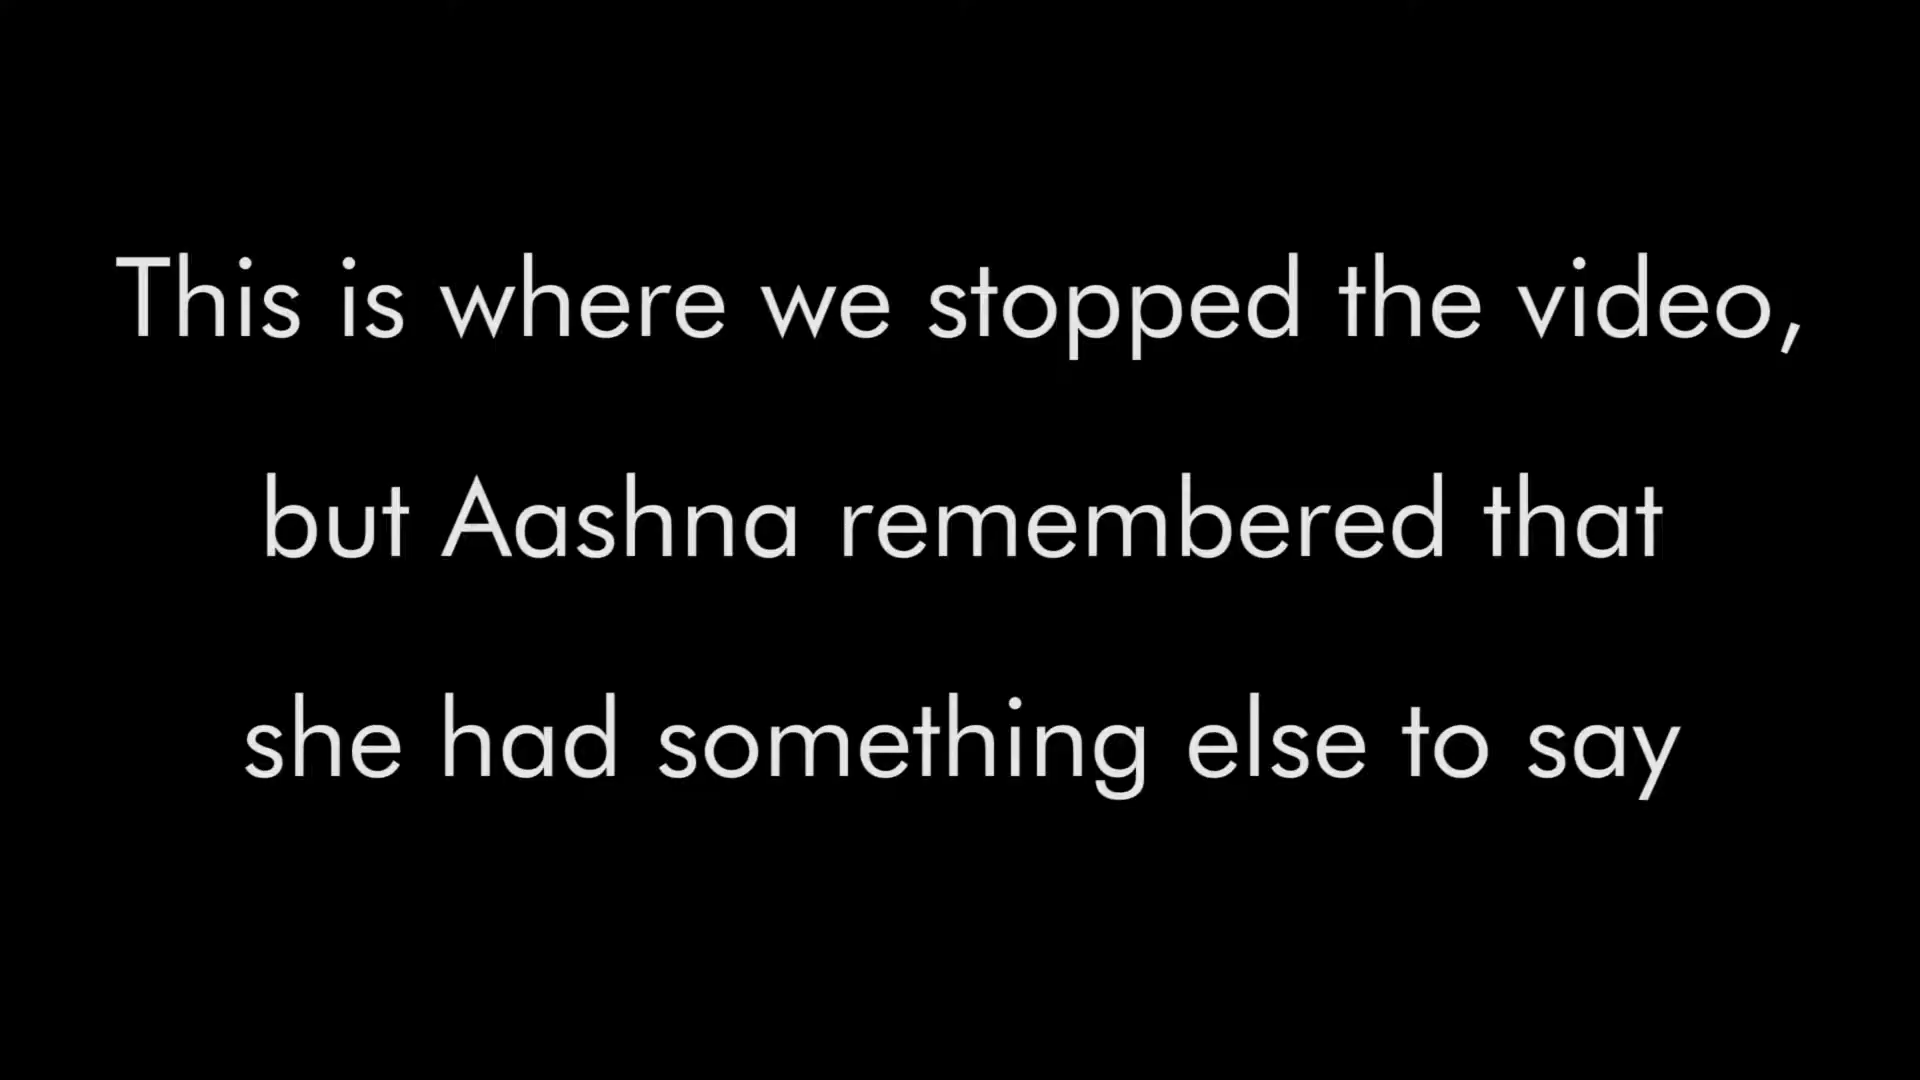 This is where we stopped the video,
but Aashna remembered that
she had something else to say